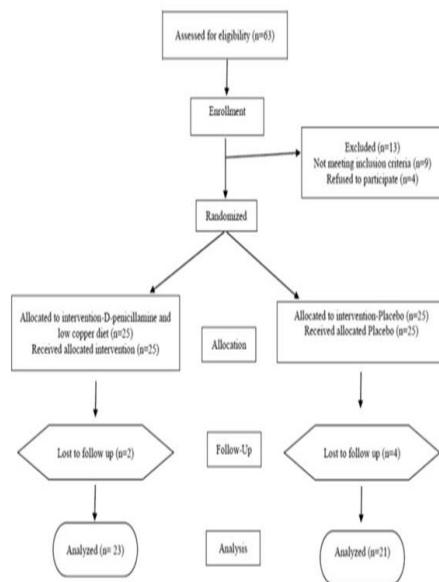 Assessed for eligibility (n=63)
Enrollment
Excluded (n=13)
Not meeting inclusion criteria (n=9)
Refused to participate (n=4)
Randomized
Allocated to intervention-D-penicillamine and
low copper diet (n=25)
Received allocated intervention (n=25)
Allocation
Allocated to intervention-Placebo (n=25)
Received allocated Placebo (n=25)
Lost to follow up (n=2)
Follow-Up
Lost to follow up (n=4)
Analyzed (n= 23)
Analysis
Analyzed (n=21)